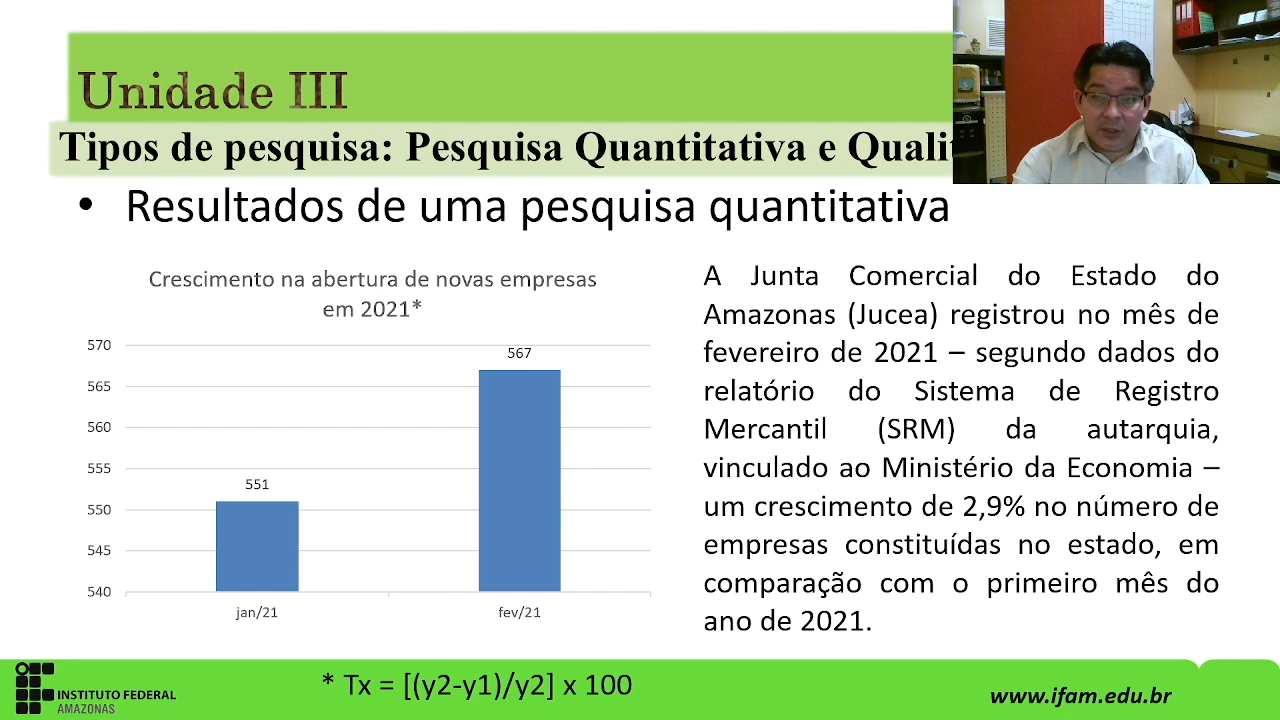 Unidade III
Tipos de pesquisa: Pesquisa Quantitativa e
• Resultados de uma pesquisa quantitativa
Crescimento na abertura de novas empresas
em 2021*
570
565
560
555
550
545
540
551
567
jan/21
fev/21
A Junta Comercial do Estado do
Amazonas (Jucea) registrou no mês de
fevereiro de 2021 – segundo dados do
relatório do Sistema de Registro
Mercantil (SRM) da autarquia,
vinculado ao Ministério da Economia –
um crescimento de 2,9% no número de
empresas constituídas no estado, em
comparação com o primeiro mês do
ano de 2021.
INSTITUTO FEDERAL
AMAZONAS
* Tx = [(y2-y1)/y2] x 100
www.ifam.edu.br